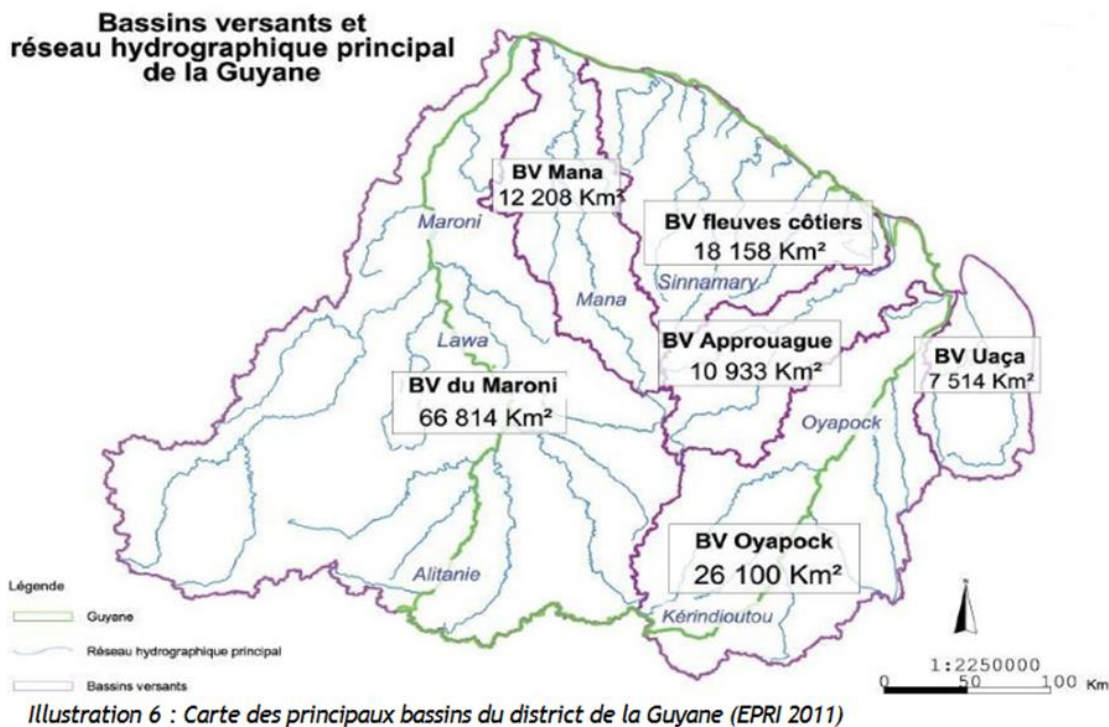 Bassins versants et
réseau hydrographique principal
de la Guyane
BV Mana
12 208 Km²
Maroni
BV fleuves côtiers
18 158 Km²
Sinnamary
Mana
Lawa
BV Approuague
10 933 Km²
BV Uaça
7 514 Km²
BV du Maroni
66 814 Km²
Oyapock
BV Oyapock
26 100 Km²
Alitanie
Kérindioutou
Légende
Guyane
Réseau hydrographique principal
Bassins versants
1:2250000
0 50 100 Km
Illustration 6 : Carte des principaux bassins du district de la Guyane (EPRI 2011)